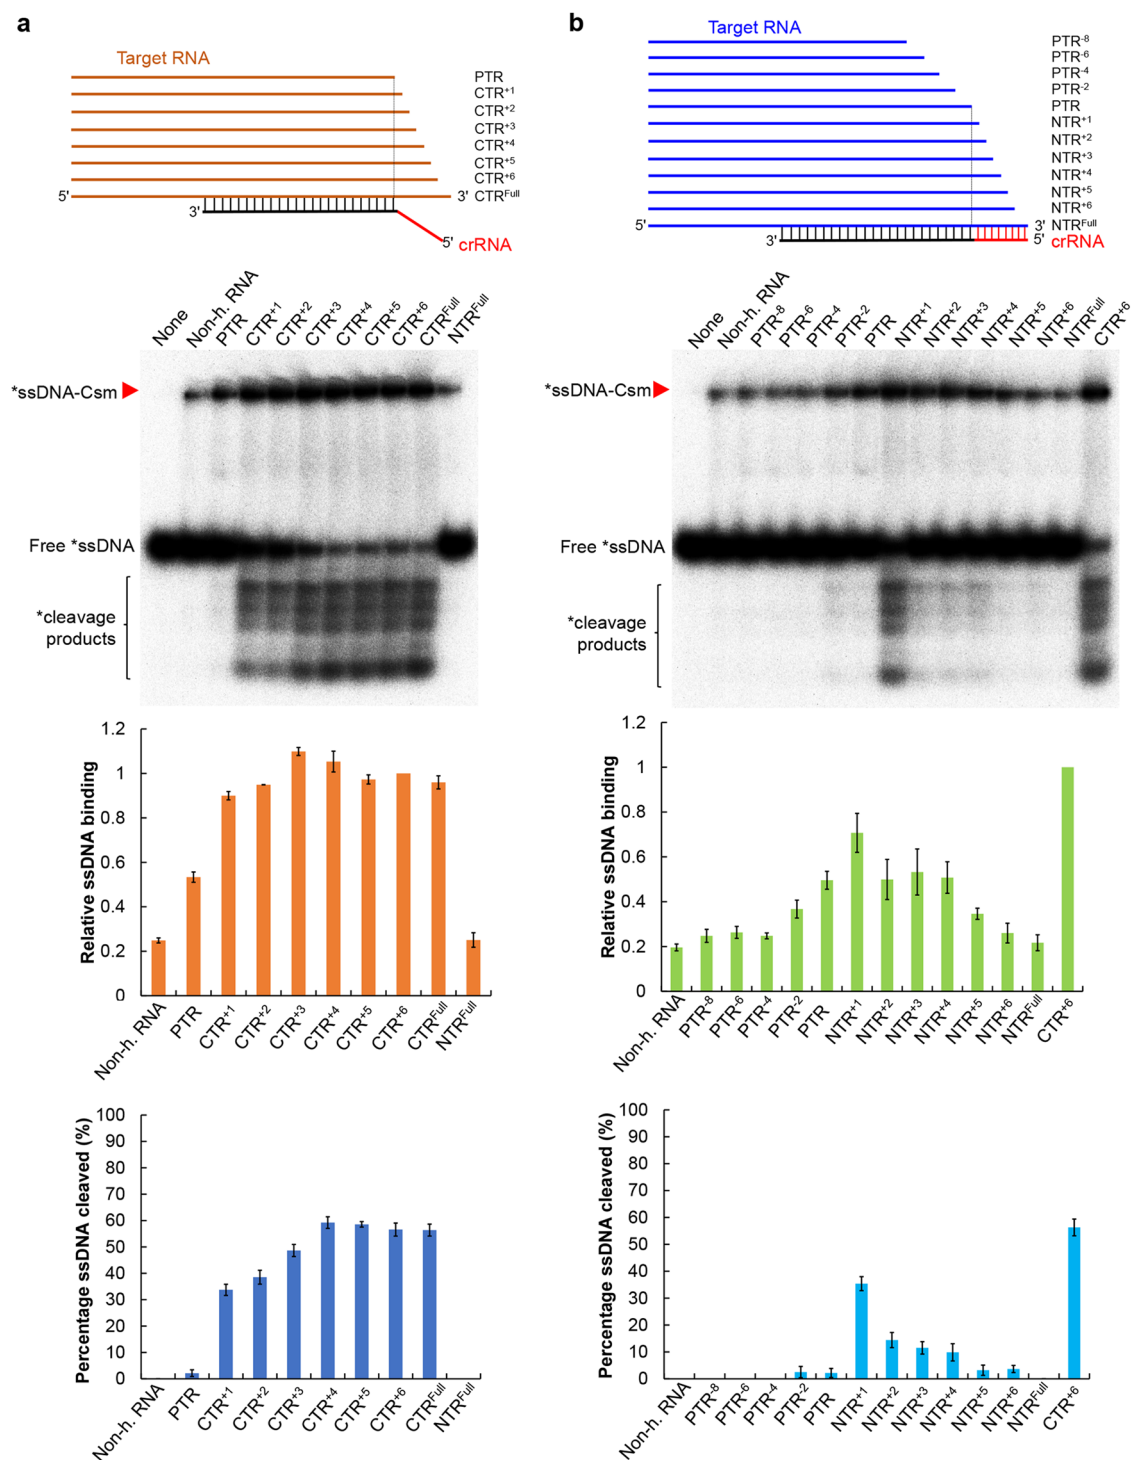 a
Target RNA
PTR
CTR+1
CTR+2
CTR+3
CTR+4
CTR+5
CTR+6
5' 3' CTRFull
3'
5' crRNA
None
Non-h. RNA
PTR
CTR+1
CTR+2
CTR+3
CTR+4
CTR+5
CTR+6
CTRFull
NTRFull
*ssDNA-Csm
Free *ssDNA
*cleavage
products
Relative ssDNA binding
1.2
1
0.8
0.6
0.4
0.2
0
Non-h. RNA
PTR
CTR+1
CTR+2
CTR+3
CTR+4
CTR+5
CTR+6
CTRFull
NTRFull
Percentage ssDNA cleaved (%)
100
90
80
70
60
50
40
30
20
10
0
Non-h. RNA
PTR
CTR+1
CTR+2
CTR+3
CTR+4
CTR+5
CTR+6
CTRFull
NTRFull
b
Target RNA
PTR-8
PTR-6
PTR-4
PTR-2
PTR
NTR+1
NTR+2
NTR+3
NTR+4
NTR+5
NTR+6
5' 3' NTRFull
3' 5' crRNA
None
Non-h. RNA
PTR-8
PTR-6
PTR-4
PTR-2
PTR
NTR+1
NTR+2
NTR+3
NTR+4
NTR+5
NTR+6
NTRFull
CTR+6
*ssDNA-Csm
Free *ssDNA
*cleavage
products
Relative ssDNA binding
1.2
1
0.8
0.6
0.4
0.2
0
Non-h. RNA
PTR-8
PTR-6
PTR-4
PTR-2
PTR
NTR+1
NTR+2
NTR+3
NTR+4
NTR+5
NTR+6
NTRFull
CTR+6
Percentage ssDNA cleaved (%)
100
90
80
70
60
50
40
30
20
10
0
Non-h. RNA
PTR-8
PTR-6
PTR-4
PTR-2
PTR
NTR+1
NTR+2
NTR+3
NTR+4
NTR+5
NTR+6
NTRFull
CTR+6